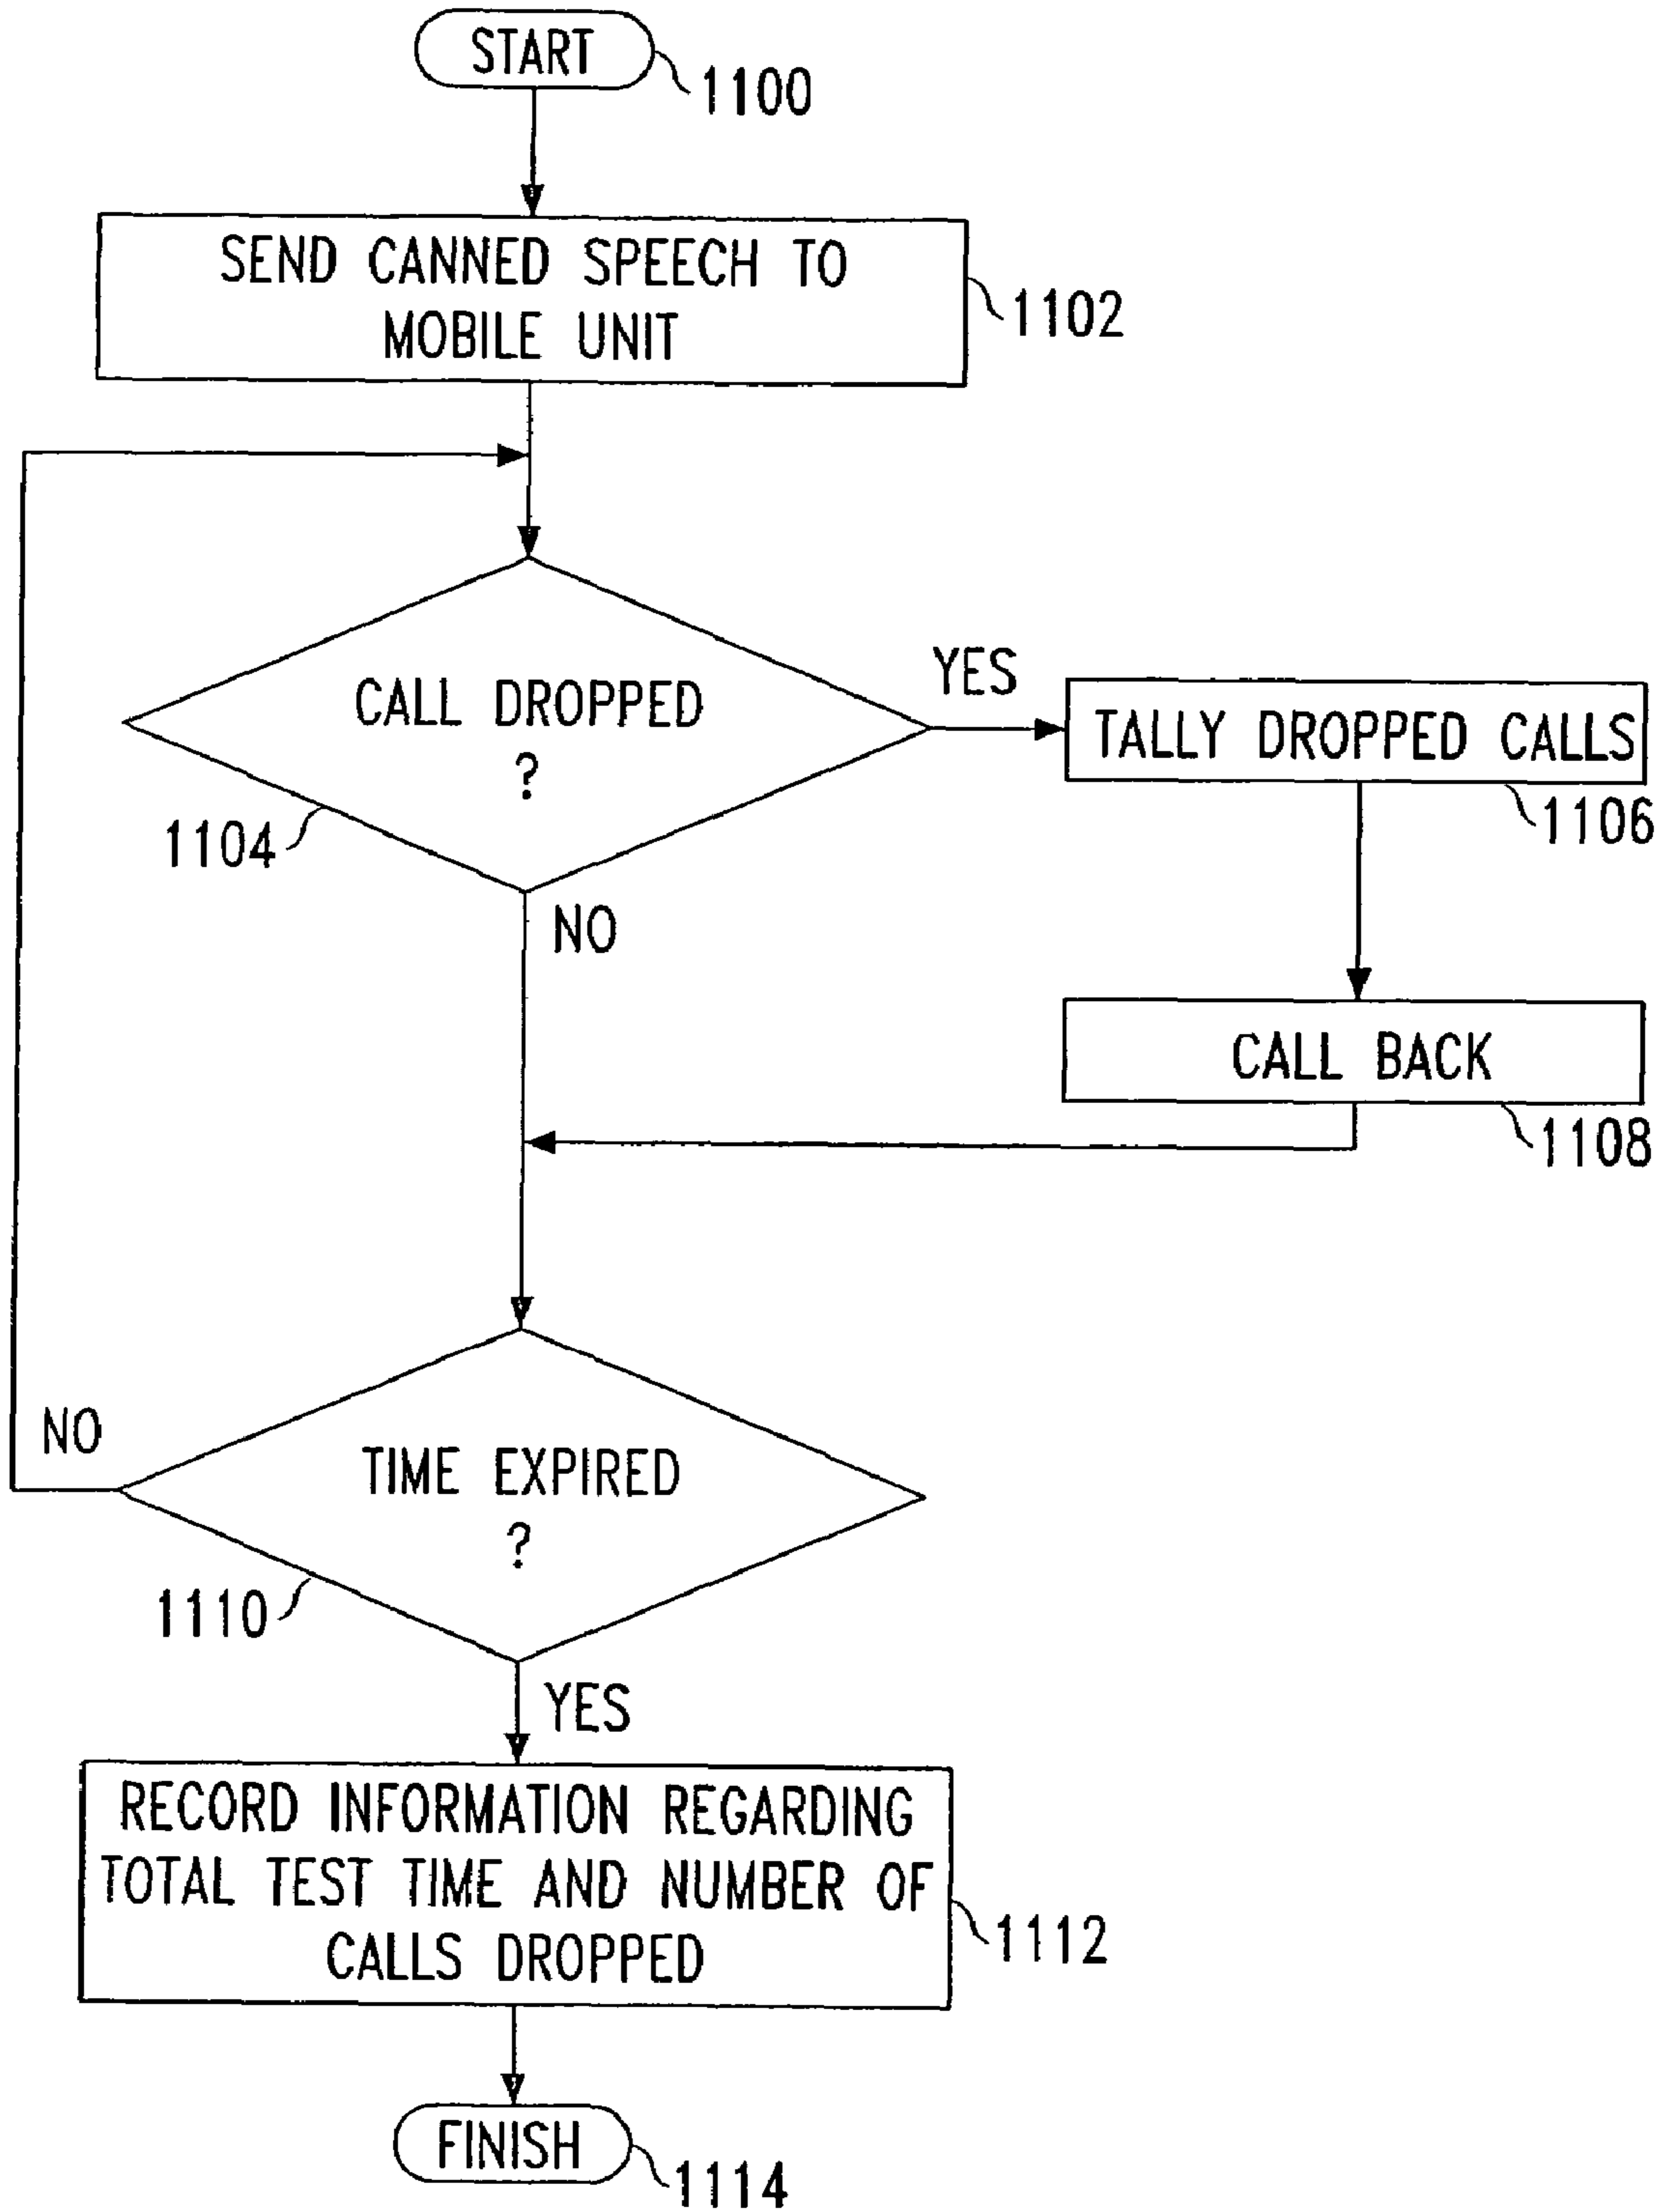 START
1100
SEND CANNED SPEECH TO
MOBILE UNIT
1102
CALL DROPPED
?
1104
YES
TALLY DROPPED CALLS
1106
NO
CALL BACK
1108
TIME EXPIRED
?
1110
NO
YES
RECORD INFORMATION REGARDING
TOTAL TEST TIME AND NUMBER OF
CALLS DROPPED
1112
FINISH
1114